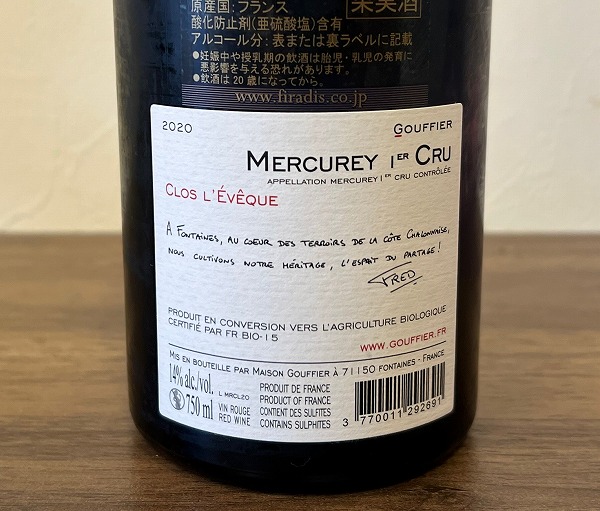 原産国：フランス 果実酒
酸化防止剤(亜硫酸塩)含有
アルコール分：表または裏ラベルに記載
●妊娠中や授乳期の飲酒は胎児・乳児の発育に
悪影響を与える恐れがあります。
●飲酒は20歳になってから。
www.firadis.co.jp
2020 GOUFFIER
MERCUREY 1ER CRU
APPELLATION MERCUREY 1ER CRU CONTRÔLÉE
CLOS L'ÉVÊQUE
A FONTAINES, AU COEUR DES TERROIRS DE LA CÔTE CHALONNAISE,
NOUS CULTIVONS NOTRE HÉRITAGE, L'ESPRIT DU PARTAGE !
FRED
PRODUIT EN CONVERSION VERS L'AGRICULTURE BIOLOGIQUE
CERTIFIÉ PAR FR BIO-15
WWW.GOUFFIER.FR
MIS EN BOUTEILLE PAR MAISON GOUFFIER À 71150 FONTAINES - FRANCE
14% alc./vol. L MRCL20
750 ml
VIN ROUGE
RED WINE
PRODUIT DE FRANCE
PRODUCT OF FRANCE
CONTIENT DES SULFITES
CONTAINS SULPHITES
3 770011 292691